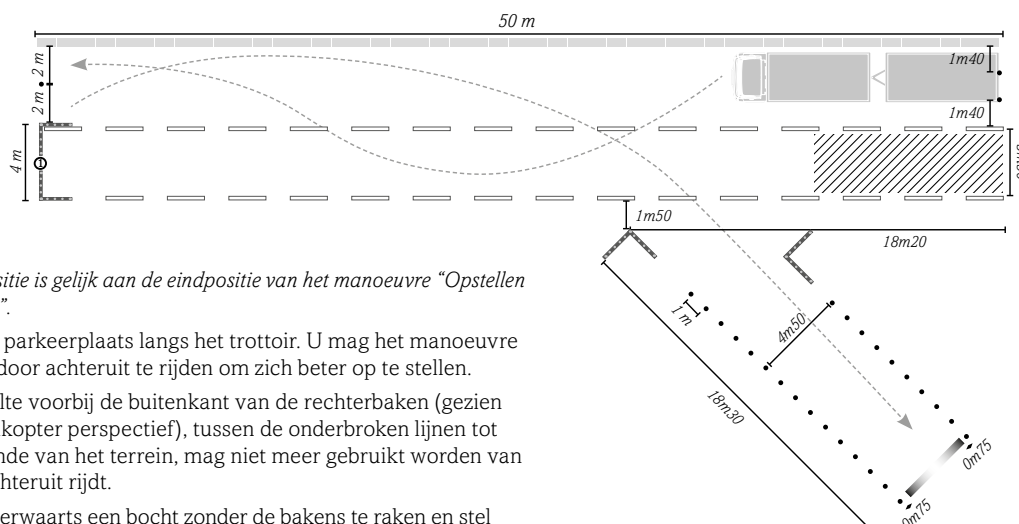 50 m
2 m
2 m
4 m
1
1m40
1m40
1m50
18m20
sitie is gelijk aan de eindpositie van het manoeuvre “Opstellen
”.
parkeerplaats langs het trottoir. U mag het manoeuvre
door achteruit te rijden om zich beter op te stellen.
lte voorbij de buitenkant van de rechterbaken (gezien
kopter perspectief), tussen de onderbroken lijnen tot
nde van het terrein, mag niet meer gebruikt worden van
hteruit rijdt.
erwaarts een bocht zonder de bakens te raken en stel
1 m
4m50
18m30
0m75
0m75